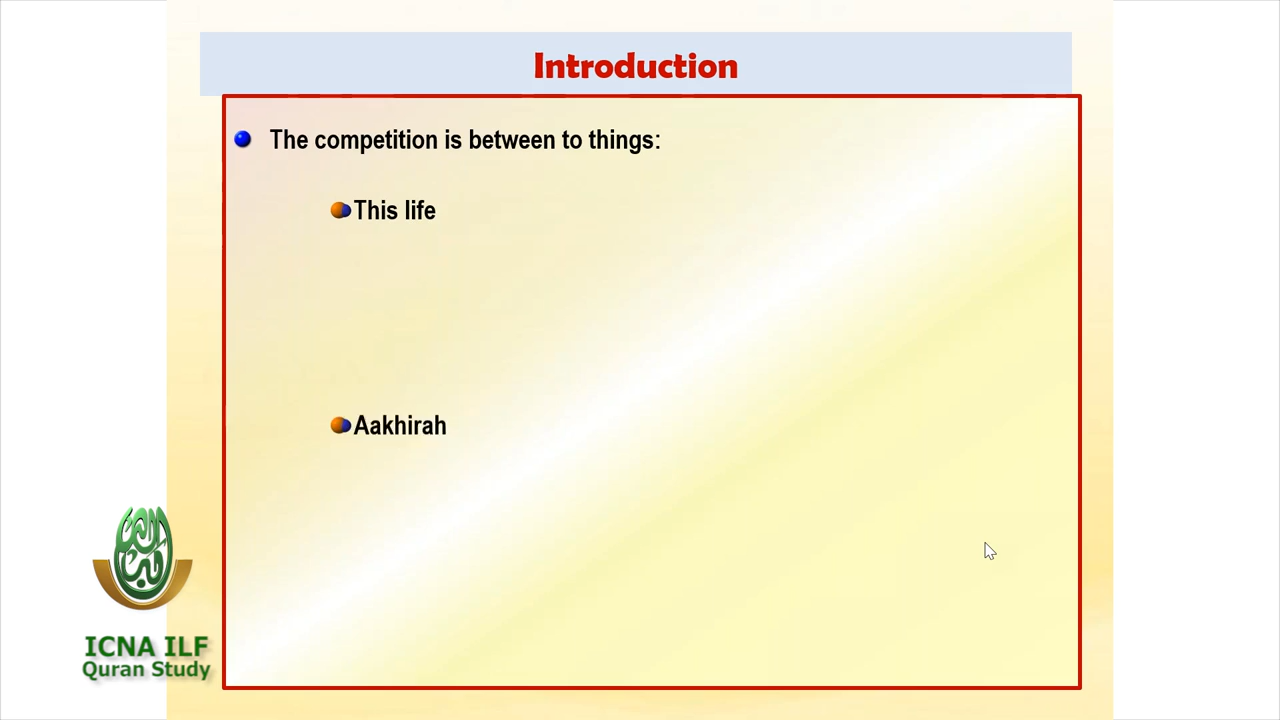 Introduction
The competition is between to things:
This life
Aakhirah
ICNA ILF
Quran Study